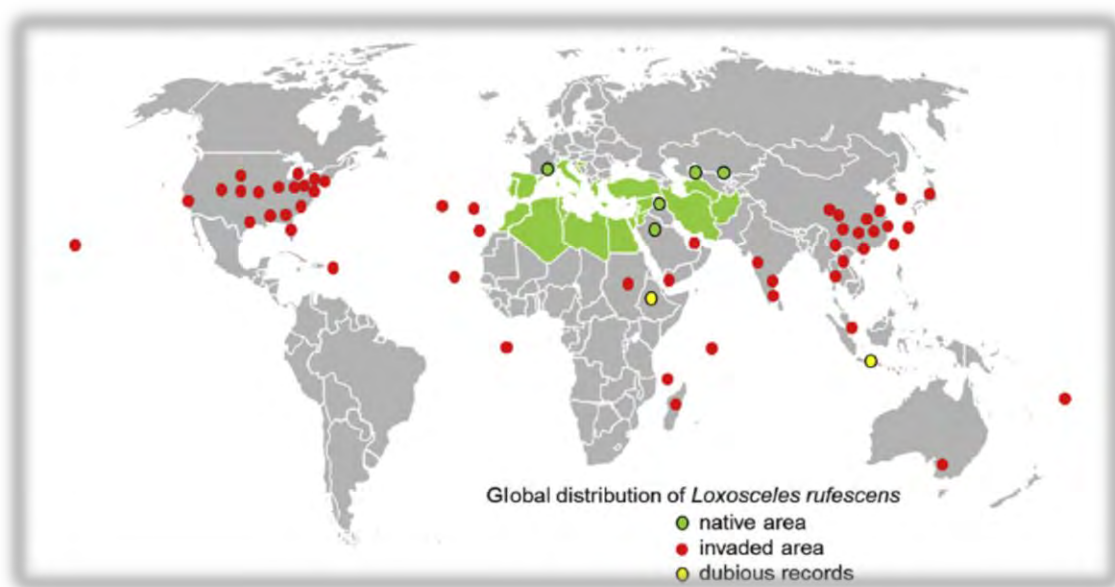 Global distribution of Loxosceles rufescens
native area
invaded area
dubious records